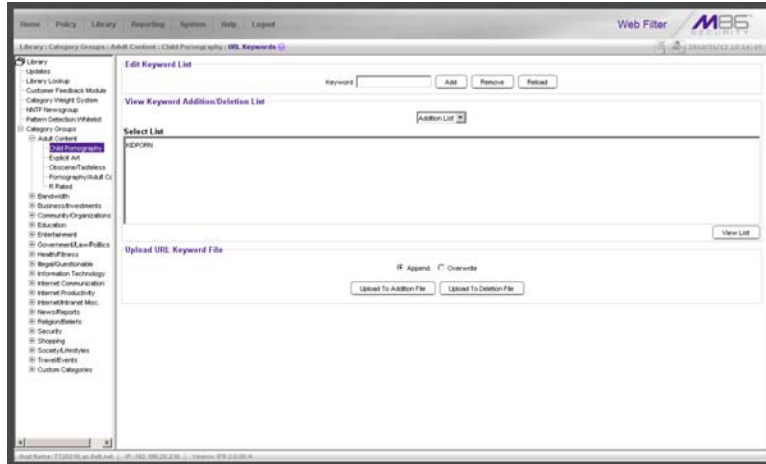 Home Policy Library Reporting System Help Logout
Web Filter
M86
SECURITY
Library : Category Groups : Adult Content : Child Pornography : URL Keywords
Library
Updates
Library Lookup
Customer Feedback Module
Category Weight System
NNTP Newsgroup
Pattern Detection Whitelist
Category Groups
Adult Content
Child Pornography
Explicit Art
Obscene/Tasteless
Pornography/Adult Co
R Rated
Bandwidth
Business/Investments
Community/Organizations
Education
Entertainment
Government/Law/Politics
Health/Fitness
Illegal/Questionable
Information Technology
Internet Communication
Internet Productivity
Internet/Intranet Misc.
News/Reports
Religion/Beliefs
Security
Shopping
Society/Lifestyles
Travel/Events
Custom Categories
Edit Keyword List
Keyword Add Remove Reload
View Keyword Addition/Deletion List
Addition List
Select List
KIDPORN
View List
Upload URL Keyword File
Append Overwrite
Upload To Addition File Upload To Deletion File
Host Name: IP: Version: